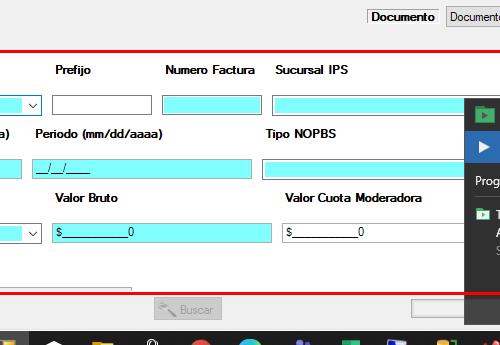 Documento Documento
Prefijo Numero Factura Sucursal IPS
a) Periodo (mm/dd/aaaa) Tipo NOPBS
__/__/____
Prog
Valor Bruto Valor Cuota Moderadora
$__________0 $__________0
Buscar